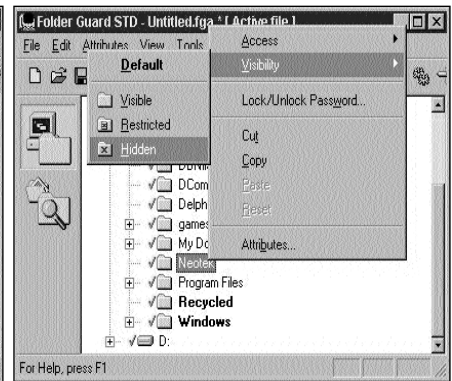 Folder Guard STD - Untitled.fga * [ Active file ]
File Edit Attributes View Tools
Access
Visibility
Lock/Unlock Password...
Cut
Copy
Paste
Reset
Attributes...
Default
Visible
Restricted
Hidden
DCom
Delph
games
My Do
Neotek
Program Files
Recycled
Windows
D:
For Help, press F1